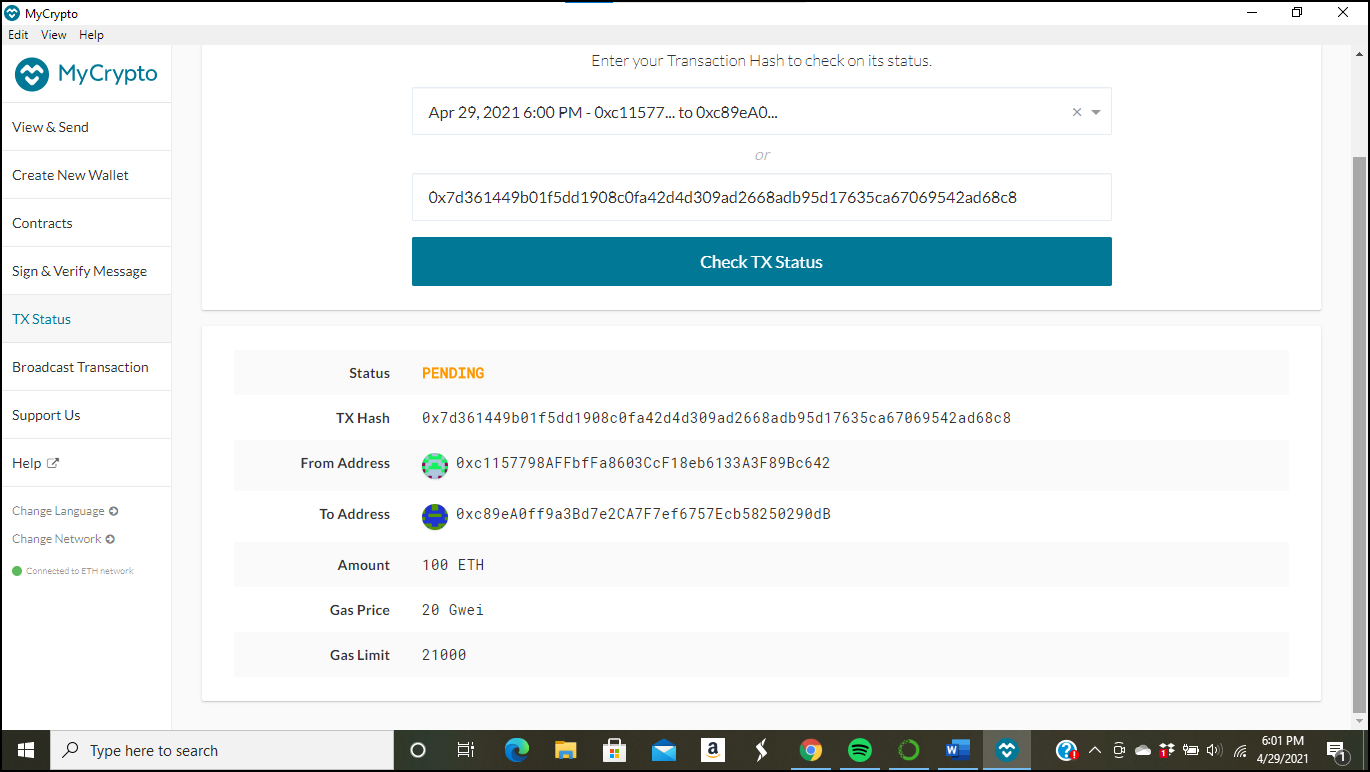 MyCrypto
Edit View Help
MyCrypto
View & Send
Create New Wallet
Contracts
Sign & Verify Message
TX Status
Broadcast Transaction
Support Us
Help
Change Language
Change Network
Connected to ETH network
Enter your Transaction Hash to check on its status.
Apr 29, 2021 6:00 PM - 0xc11577... to 0xc89eA0...
or
0x7d361449b01f5dd1908c0fa42d4d309ad2668adb95d17635ca67069542ad68c8
Check TX Status
Status PENDING
TX Hash 0x7d361449b01f5dd1908c0fa42d4d309ad2668adb95d17635ca67069542ad68c8
From Address 0xc1157798AFFbfFa8603CcF18eb6133A3F89Bc642
To Address 0xc89eA0ff9a3Bd7e2CA7F7ef6757Ecb58250290dB
Amount 100 ETH
Gas Price 20 Gwei
Gas Limit 21000
Type here to search
6:01 PM
4/29/2021